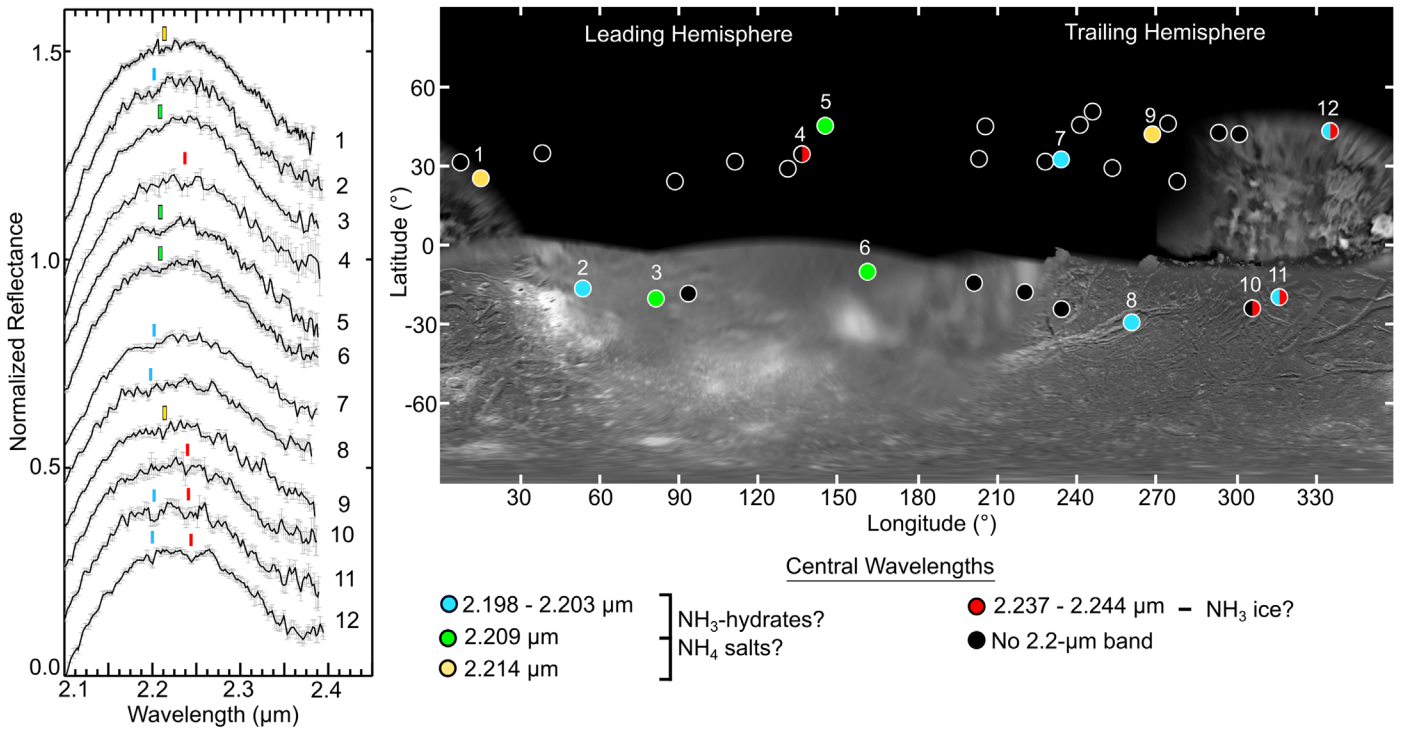 Normalized Reflectance
1.5
1.0
0.5
0.0
2.1 2.2 2.3 2.4
Wavelength (µm)
1
2
3
4
5
6
7
8
9
10
11
12
Leading Hemisphere Trailing Hemisphere
Latitude (°)
60
30
0
-30
-60
1
2
3
4
5
6
7
8
9
10
11
12
30 60 90 120 150 180 210 240 270 300 330
Longitude (°)
Central Wavelengths
2.198 - 2.203 µm
2.209 µm
2.214 µm
NH₃-hydrates?
NH₄ salts?
2.237 - 2.244 µm – NH₃ ice?
No 2.2-µm band